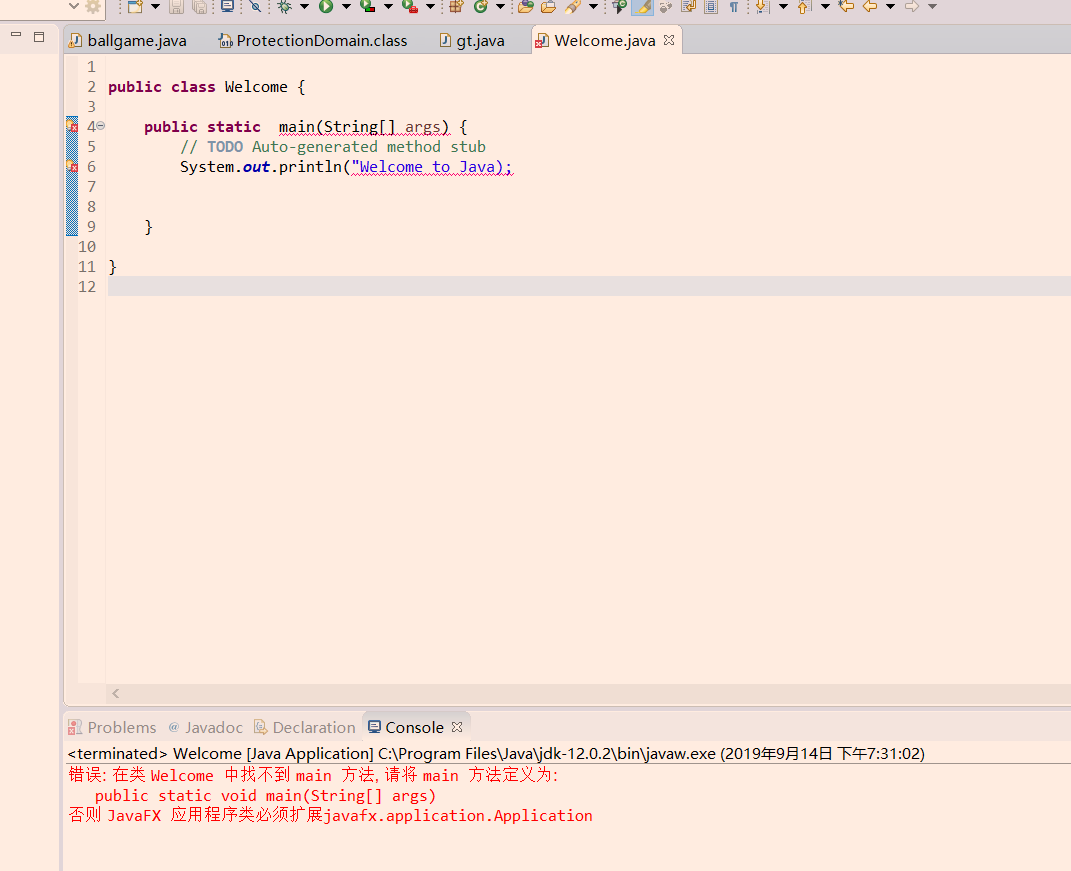 ballgame.java ProtectionDomain.class gt.java Welcome.java
1
2 public class Welcome {
3
4 public static  main(String[] args) {
5 // TODO Auto-generated method stub
6 System.out.println("Welcome to Java);
7
8
9 }
10
11 }
12
Problems @ Javadoc Declaration Console
<terminated> Welcome [Java Application] C:\Program Files\Java\jdk-12.0.2\bin\javaw.exe (2019年9月14日 下午7:31:02)
错误: 在类 Welcome 中找不到 main 方法, 请将 main 方法定义为:
public static void main(String[] args)
否则 JavaFX 应用程序类必须扩展javafx.application.Application